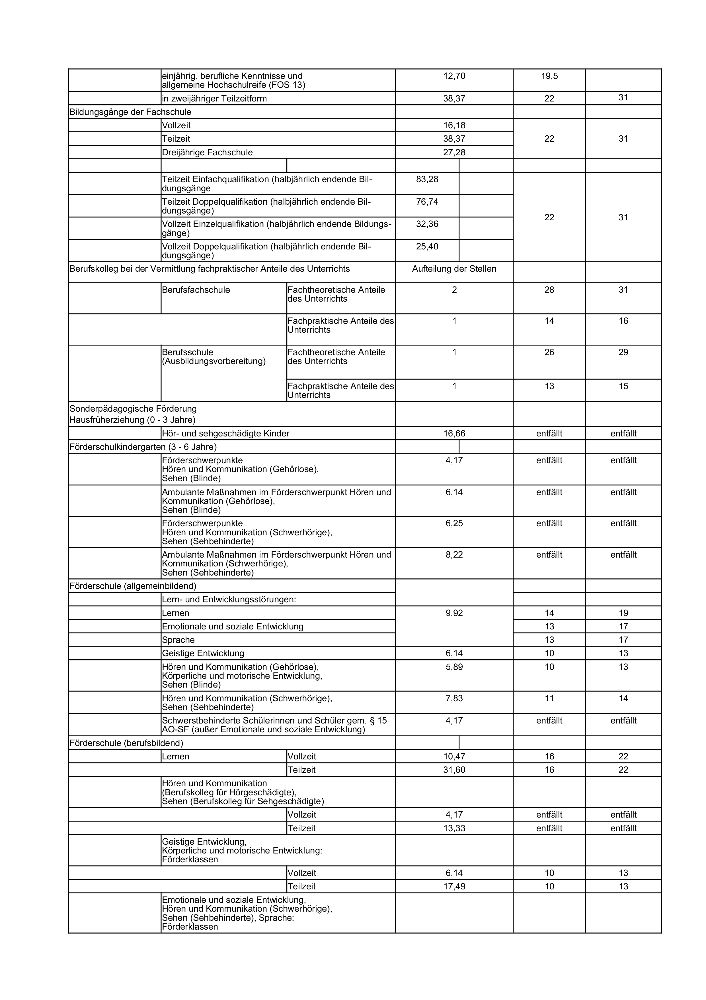 einjährig, berufliche Kenntnisse und
allgemeine Hochschulreife (FOS 13)
12,70
19,5
in zweijähriger Teilzeitform
38,37
22
31
Bildungsgänge der Fachschule
Vollzeit
16,18
22
31
Teilzeit
38,37
Dreijährige Fachschule
27,28
Teilzeit Einfachqualifikation (halbjährlich endende Bil-
dungsgänge
83,28
22
31
Teilzeit Doppelqualifikation (halbjährlich endende Bil-
dungsgänge)
76,74
Vollzeit Einzelqualifikation (halbjährlich endende Bildungs-
gänge)
32,36
Vollzeit Doppelqualifikation (halbjährlich endende Bil-
dungsgänge)
25,40
Berufskolleg bei der Vermittlung fachpraktischer Anteile des Unterrichts
Aufteilung der Stellen
Berufsfachschule
Fachtheoretische Anteile
des Unterrichts
2
28
31
Fachpraktische Anteile des
Unterrichts
1
14
16
Berufsschule
(Ausbildungsvorbereitung)
Fachtheoretische Anteile
des Unterrichts
1
26
29
Fachpraktische Anteile des
Unterrichts
1
13
15
Sonderpädagogische Förderung
Hausfrüherziehung (0 - 3 Jahre)
Hör- und sehgeschädigte Kinder
16,66
entfällt
entfällt
Förderschulkindergarten (3 - 6 Jahre)
Förderschwerpunkte
Hören und Kommunikation (Gehörlose),
Sehen (Blinde)
4,17
entfällt
entfällt
Ambulante Maßnahmen im Förderschwerpunkt Hören und
Kommunikation (Gehörlose),
Sehen (Blinde)
6,14
entfällt
entfällt
Förderschwerpunkte
Hören und Kommunikation (Schwerhörige),
Sehen (Sehbehinderte)
6,25
entfällt
entfällt
Ambulante Maßnahmen im Förderschwerpunkt Hören und
Kommunikation (Schwerhörige),
Sehen (Sehbehinderte)
8,22
entfällt
entfällt
Förderschule (allgemeinbildend)
Lern- und Entwicklungsstörungen:
Lernen
9,92
14
19
Emotionale und soziale Entwicklung
13
17
Sprache
13
17
Geistige Entwicklung
6,14
10
13
Hören und Kommunikation (Gehörlose),
Körperliche und motorische Entwicklung,
Sehen (Blinde)
5,89
10
13
Hören und Kommunikation (Schwerhörige),
Sehen (Sehbehinderte)
7,83
11
14
Schwerstbehinderte Schülerinnen und Schüler gem. § 15
AO-SF (außer Emotionale und soziale Entwicklung)
4,17
entfällt
entfällt
Förderschule (berufsbildend)
Lernen
Vollzeit
10,47
16
22
Teilzeit
31,60
16
22
Hören und Kommunikation
(Berufskolleg für Hörgeschädigte),
Sehen (Berufskolleg für Sehgeschädigte)
Vollzeit
4,17
entfällt
entfällt
Teilzeit
13,33
entfällt
entfällt
Geistige Entwicklung,
Körperliche und motorische Entwicklung:
Förderklassen
Vollzeit
6,14
10
13
Teilzeit
17,49
10
13
Emotionale und soziale Entwicklung,
Hören und Kommunikation (Schwerhörige),
Sehen (Sehbehinderte), Sprache:
Förderklassen